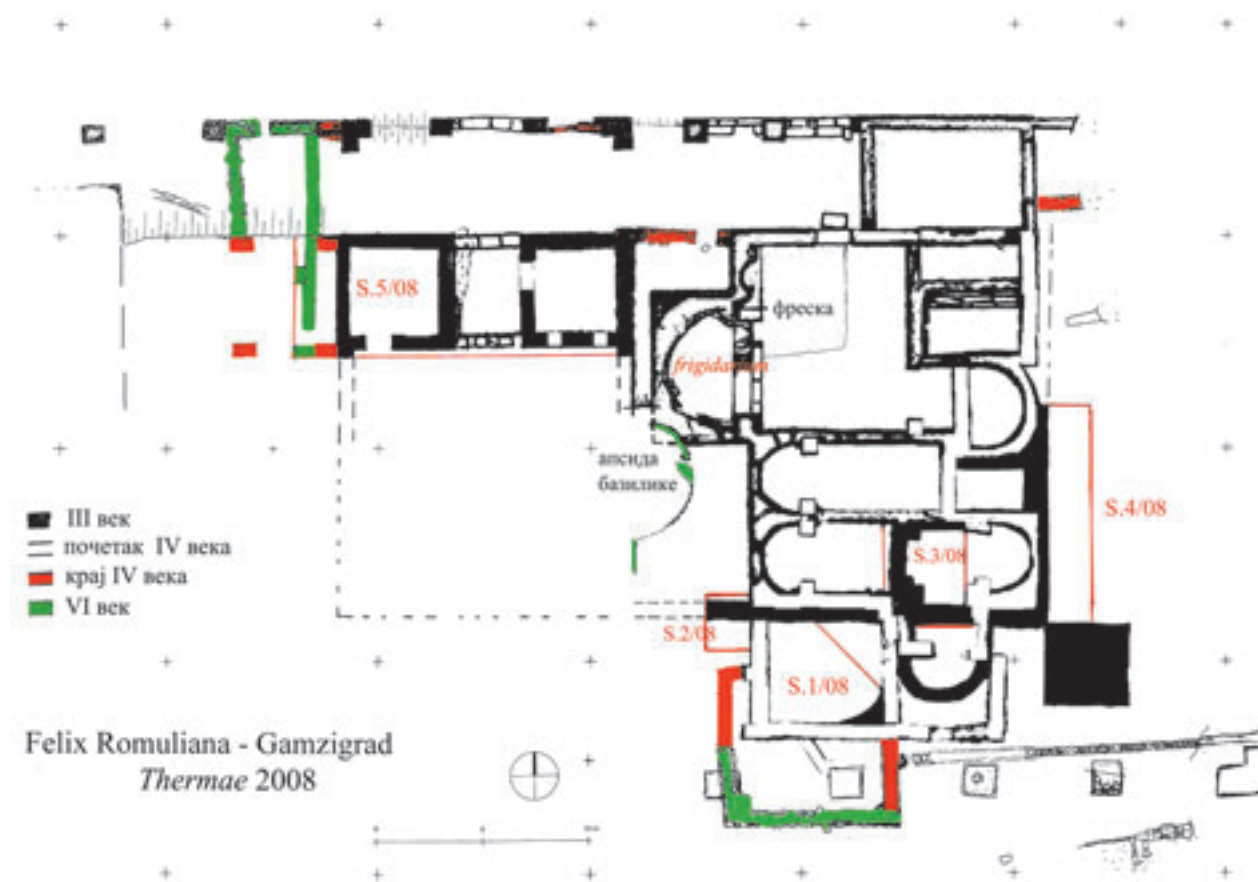 S.5/08
фреска
frigidarium
апсида
базилике
S.4/08
S.3/08
S.2/08
S.1/08
III век
почетак IV века
крај IV века
VI век
Felix Romuliana - Gamzigrad
Thermae 2008